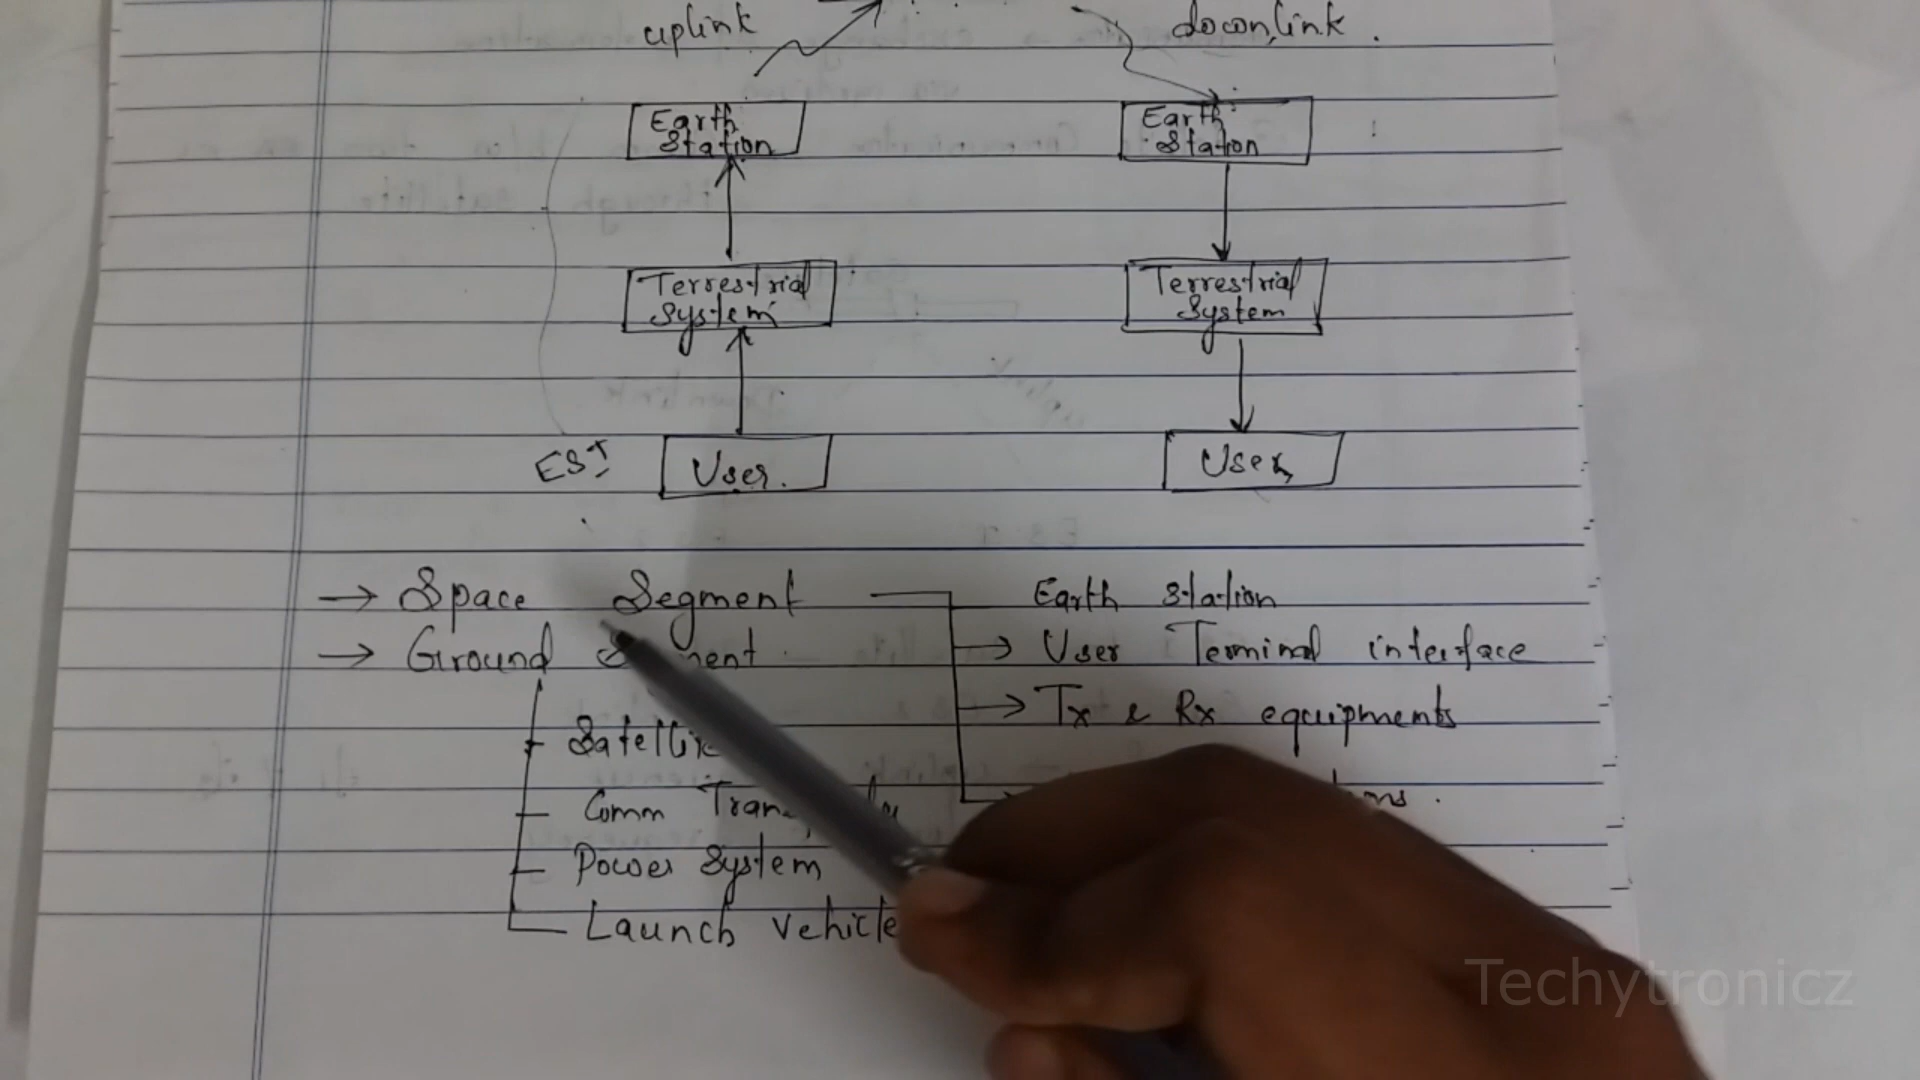 uplink
downlink.
Earth Station
Earth Station
Terrestrial System
Terrestrial System
EST
User.
User
→ Space Segment
→ Ground
Satellite
Comm
Power System
Launch Vehicle
Earth Station
→ User Terminal interface
→ Tx & Rx equipments
Techytronicz